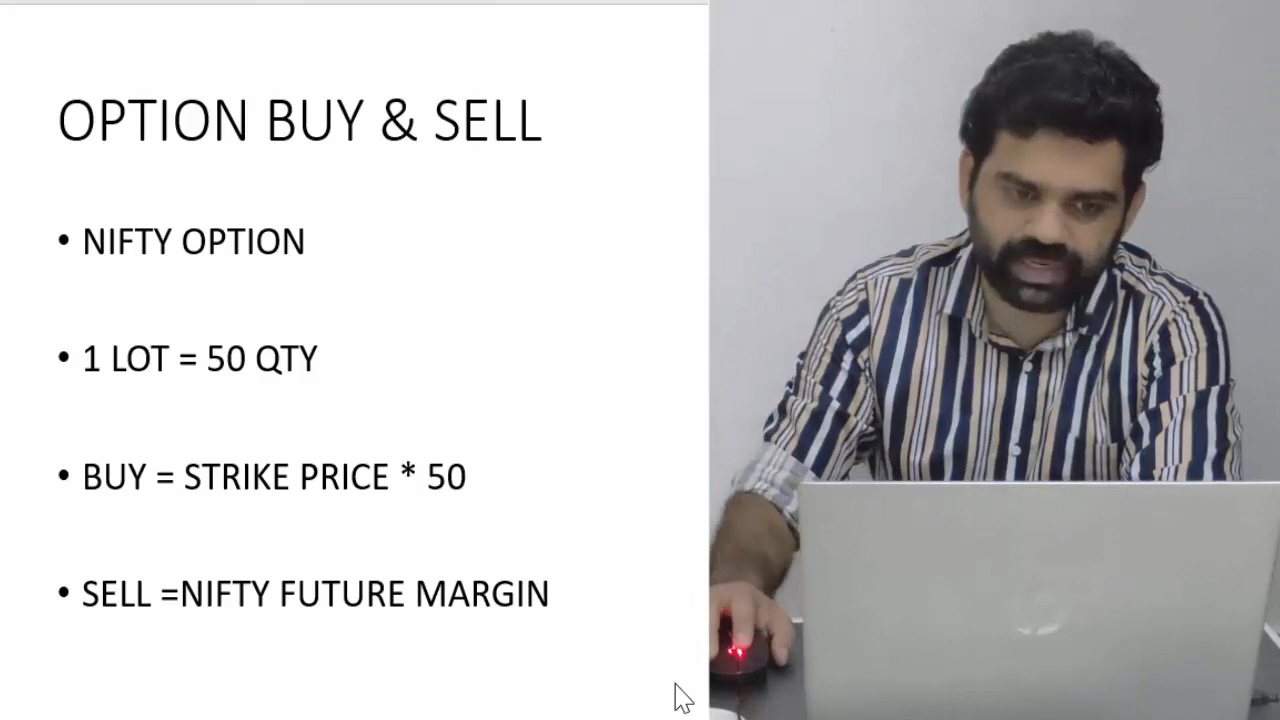 OPTION BUY & SELL
• NIFTY OPTION
• 1 LOT = 50 QTY
• BUY = STRIKE PRICE * 50
• SELL =NIFTY FUTURE MARGIN